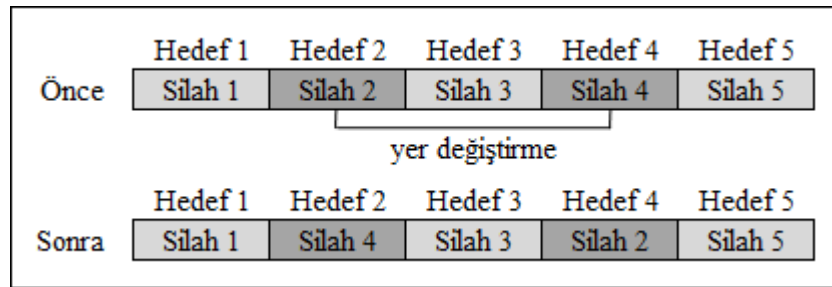 Hedef 1 Hedef 2 Hedef 3 Hedef 4 Hedef 5
Önce Silah 1 Silah 2 Silah 3 Silah 4 Silah 5
yer değiştirme
Hedef 1 Hedef 2 Hedef 3 Hedef 4 Hedef 5
Sonra Silah 1 Silah 4 Silah 3 Silah 2 Silah 5